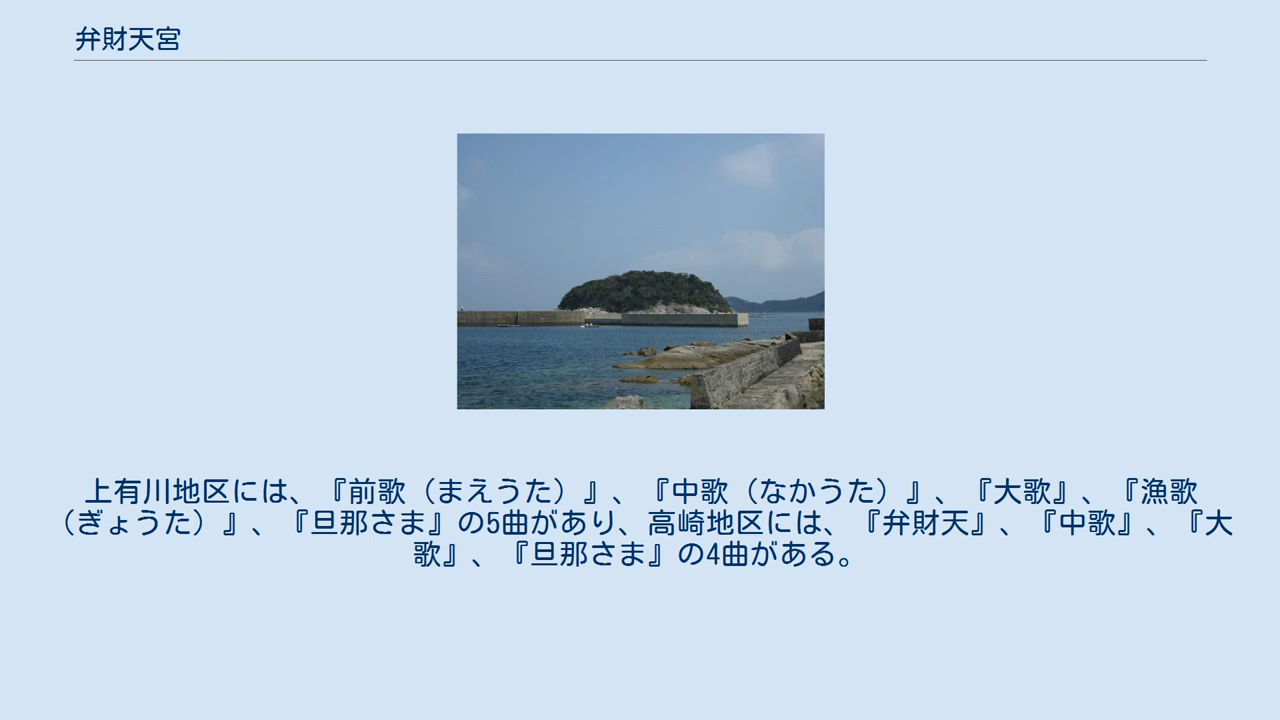 弁財天宮
上有川地区には、『前歌（まえうた）』、『中歌（なかうた）』、『大歌』、『漁歌
（ぎょうた）』、『旦那さま』の5曲があり、高崎地区には、『弁財天』、『中歌』、『大
歌』、『旦那さま』の4曲がある。